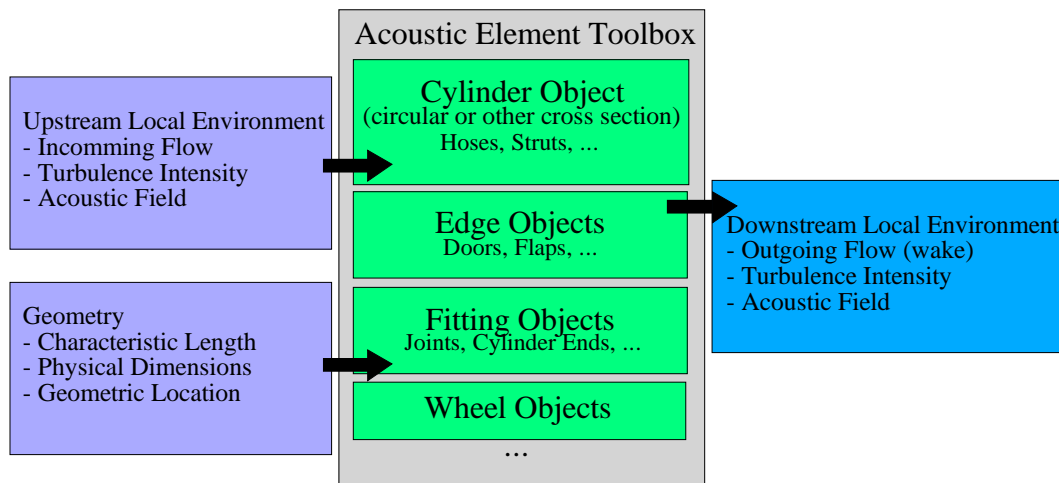 Acoustic Element Toolbox
Upstream Local Environment
- Incomming Flow
- Turbulence Intensity
- Acoustic Field
Geometry
- Characteristic Length
- Physical Dimensions
- Geometric Location
Cylinder Object
(circular or other cross section)
Hoses, Struts, ...
Edge Objects
Doors, Flaps, ...
Fitting Objects
Joints, Cylinder Ends, ...
Wheel Objects
...
Downstream Local Environment
- Outgoing Flow (wake)
- Turbulence Intensity
- Acoustic Field